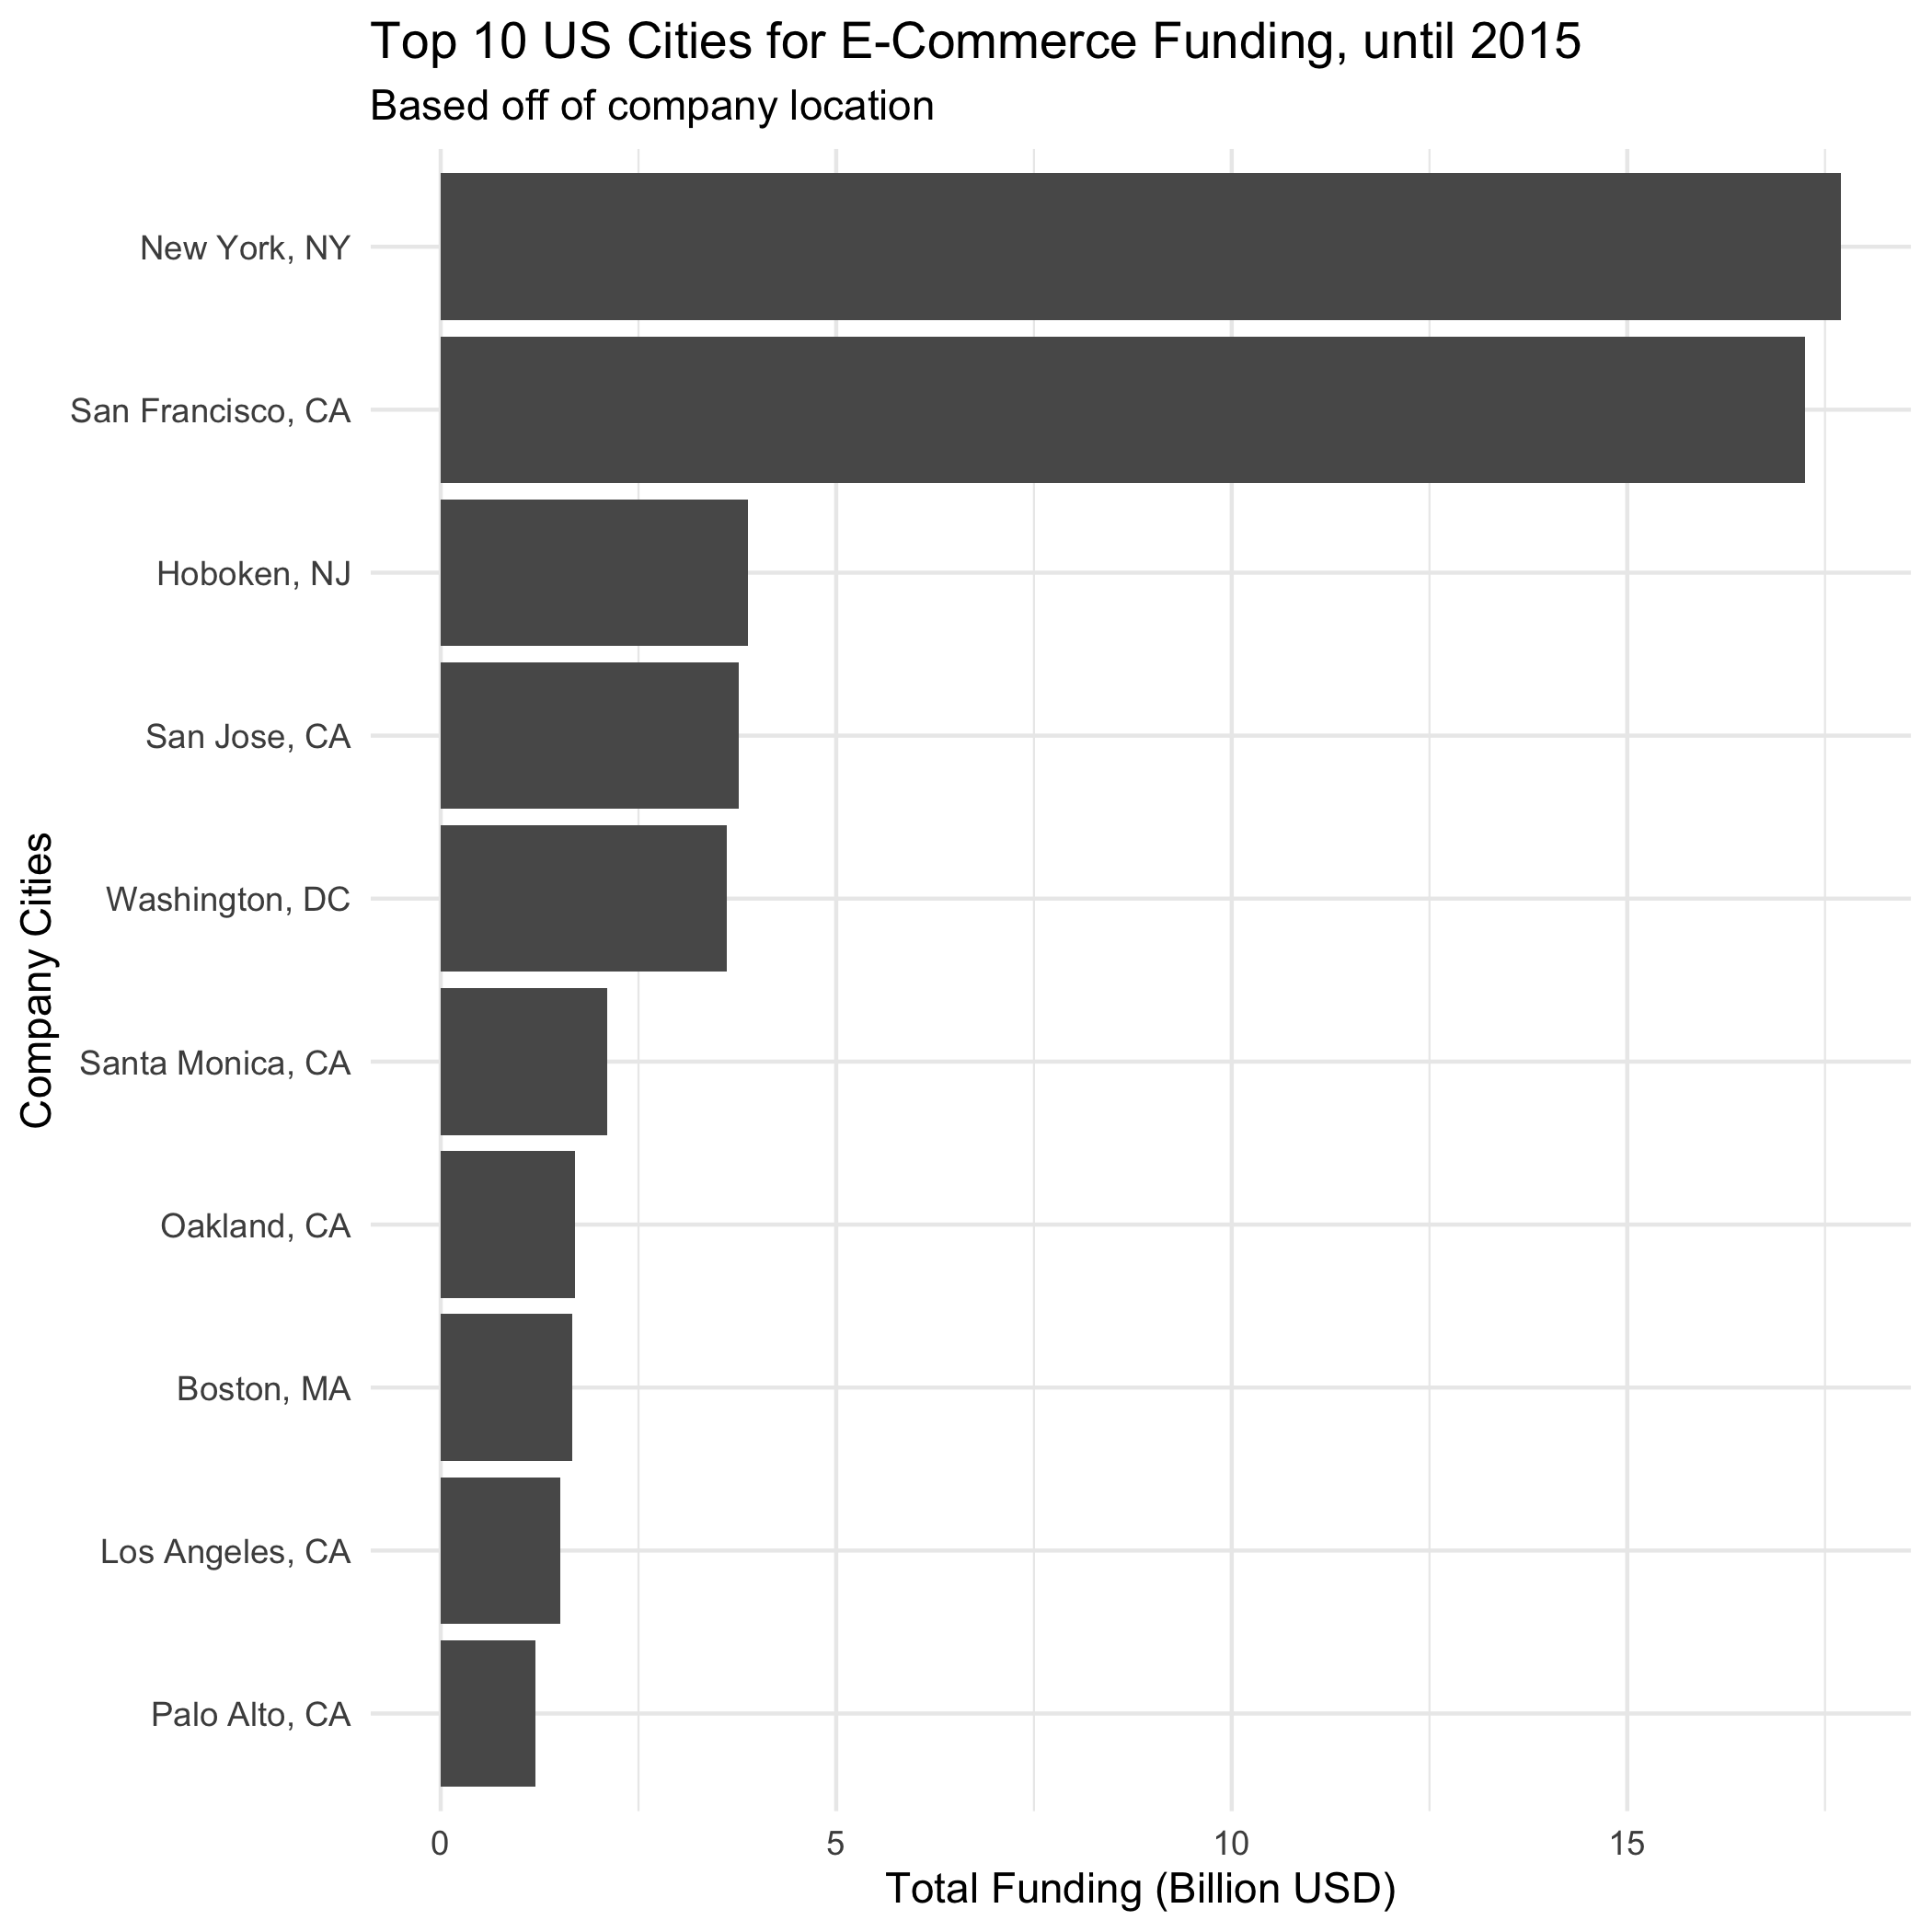 Top 10 US Cities for E-Commerce Funding, until 2015
Based off of company location
Company Cities
New York, NY
San Francisco, CA
Hoboken, NJ
San Jose, CA
Washington, DC
Santa Monica, CA
Oakland, CA
Boston, MA
Los Angeles, CA
Palo Alto, CA
0 5 10 15
Total Funding (Billion USD)